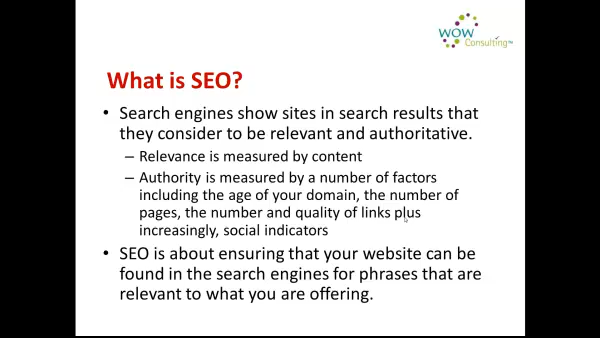 WOW
Consulting™
What is SEO?
• Search engines show sites in search results that
they consider to be relevant and authoritative.
– Relevance is measured by content
– Authority is measured by a number of factors
including the age of your domain, the number of
pages, the number and quality of links plus
increasingly, social indicators
• SEO is about ensuring that your website can be
found in the search engines for phrases that are
relevant to what you are offering.